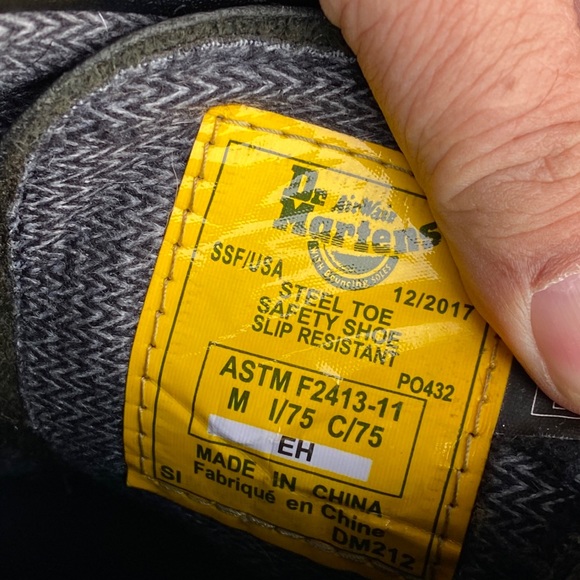 Dr. Martens
AirWair
WITH Bouncing SOLES
SSF/USA
12/2017
STEEL TOE
SAFETY SHOE
SLIP RESISTANT
PO432
ASTM F2413-11
M I/75 C/75
EH
MADE IN CHINA
Fabriqué en Chine
SI
DM212